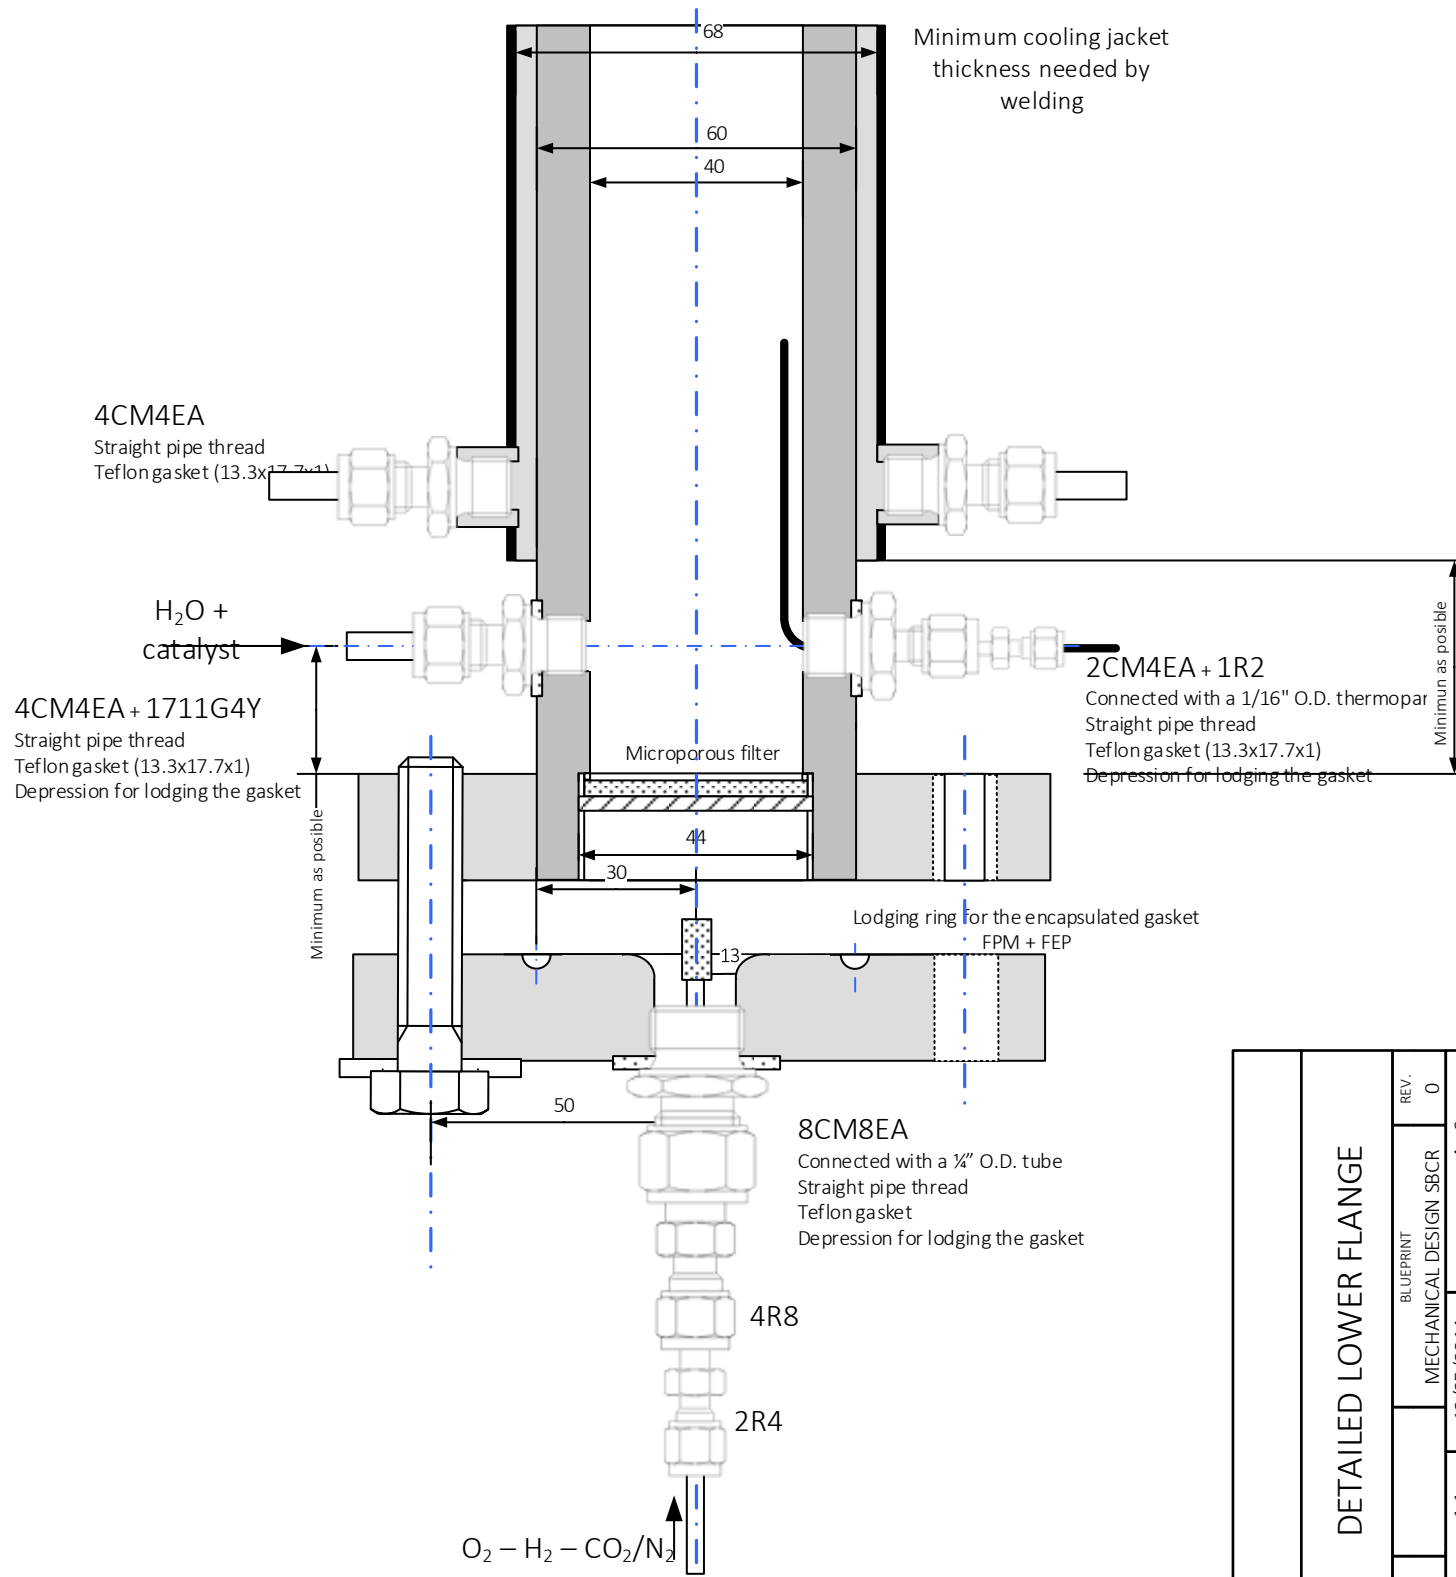 68
Minimum cooling jacket
thickness needed by
welding
60
40
4CM4EA
Straight pipe thread
Teflon gasket (13.3x17.7x1)
H₂O +
catalyst
4CM4EA + 1711G4Y
Straight pipe thread
Teflon gasket (13.3x17.7x1)
Depression for lodging the gasket
Minimum as posible
2CM4EA + 1R2
Connected with a 1/16" O.D. thermopar
Straight pipe thread
Teflon gasket (13.3x17.7x1)
Depression for lodging the gasket
Minimun as posible
Microporous filter
44
30
Lodging ring for the encapsulated gasket
FPM + FEP
13
50
8CM8EA
Connected with a ¼” O.D. tube
Straight pipe thread
Teflon gasket
Depression for lodging the gasket
4R8
2R4
O₂ – H₂ – CO₂/N₂
DETAILED LOWER FLANGE
BLUEPRINT
MECHANICAL DESIGN SBCR
REV.
0